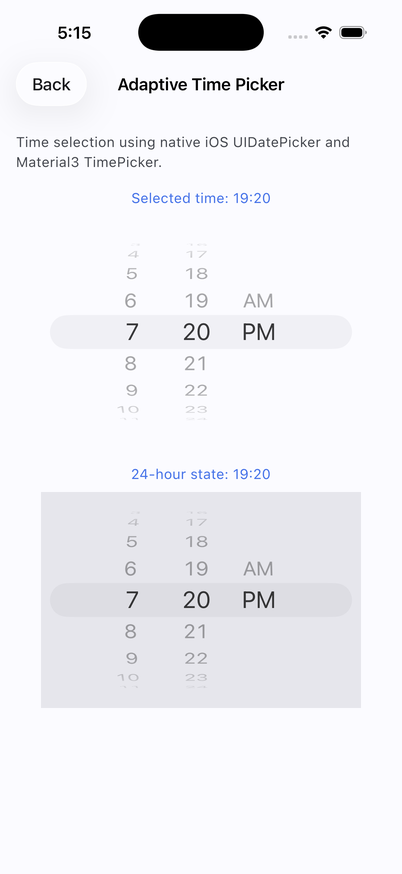 5:15
Back
Adaptive Time Picker
Time selection using native iOS UIDatePicker and
Material3 TimePicker.
Selected time: 19:20
4 17
5 18
6 19 AM
7 20 PM
8 21
9 22
10 23
24-hour state: 19:20
4 17
5 18
6 19 AM
7 20 PM
8 21
9 22
10 23